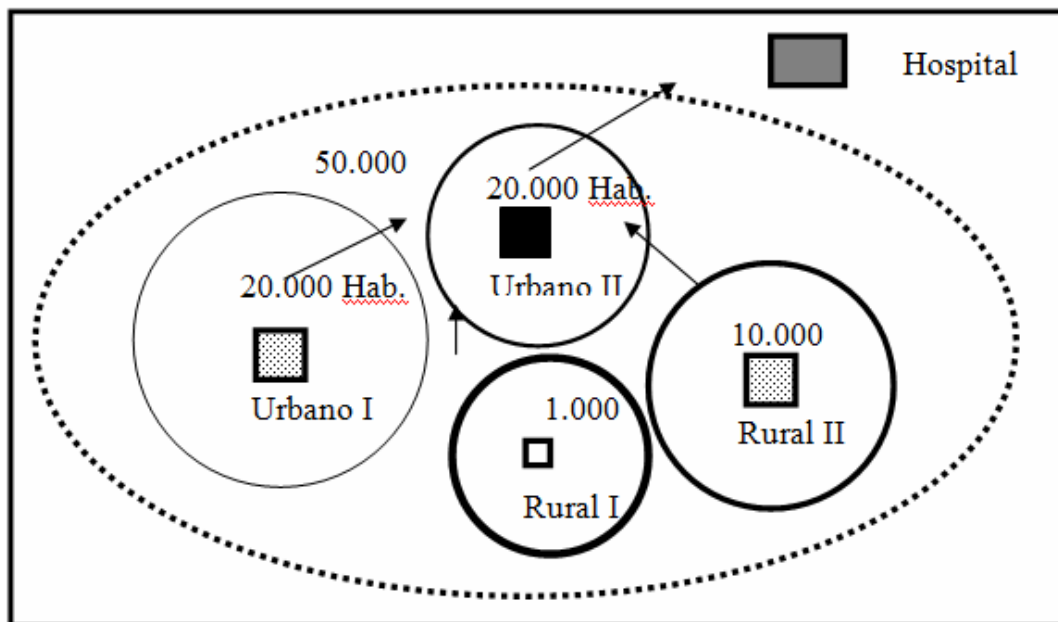 Hospital
50.000
20.000 Hab.
Urbano II
20.000 Hab.
Urbano I
10.000
Rural II
1.000
Rural I